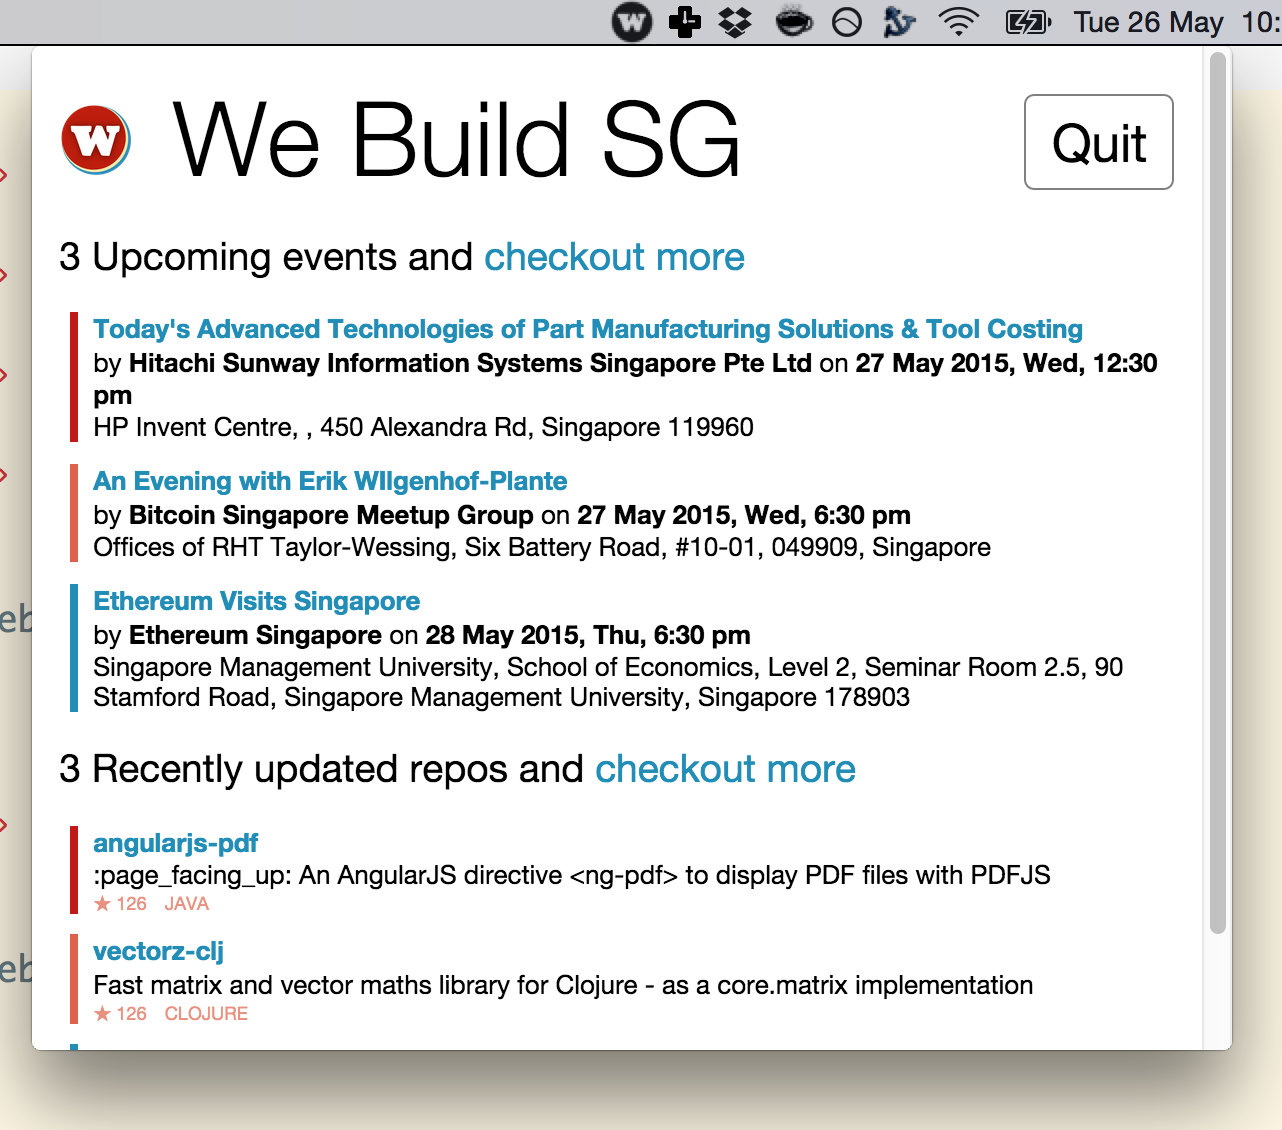 W Tue 26 May 10:
W We Build SG Quit
3 Upcoming events and checkout more
Today's Advanced Technologies of Part Manufacturing Solutions & Tool Costing
by Hitachi Sunway Information Systems Singapore Pte Ltd on 27 May 2015, Wed, 12:30
pm
HP Invent Centre, , 450 Alexandra Rd, Singapore 119960
An Evening with Erik WIlgenhof-Plante
by Bitcoin Singapore Meetup Group on 27 May 2015, Wed, 6:30 pm
Offices of RHT Taylor-Wessing, Six Battery Road, #10-01, 049909, Singapore
Ethereum Visits Singapore
by Ethereum Singapore on 28 May 2015, Thu, 6:30 pm
Singapore Management University, School of Economics, Level 2, Seminar Room 2.5, 90
Stamford Road, Singapore Management University, Singapore 178903
eb
3 Recently updated repos and checkout more
angularjs-pdf
:page_facing_up: An AngularJS directive <ng-pdf> to display PDF files with PDFJS
★ 126 JAVA
vectorz-clj
eb
Fast matrix and vector maths library for Clojure - as a core.matrix implementation
★ 126 CLOJURE